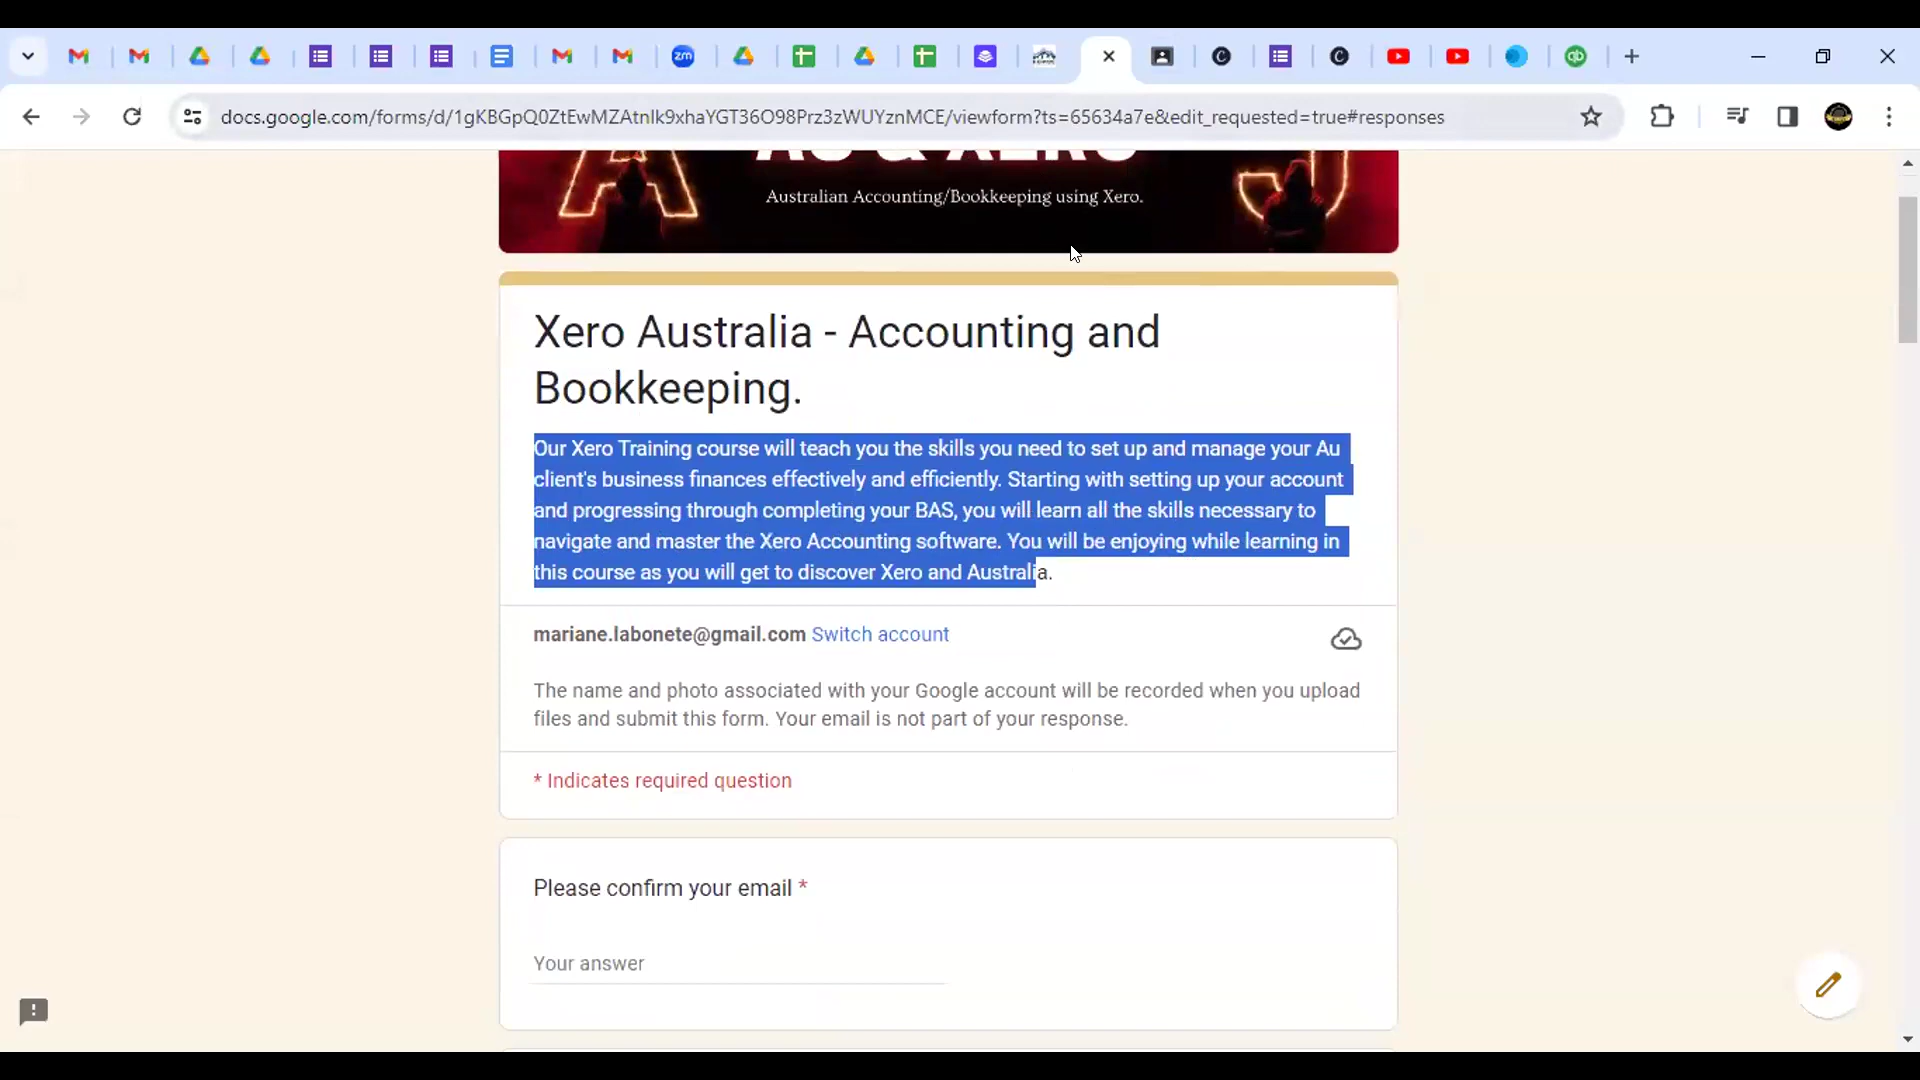 zm
docs.google.com/forms/d/1gKBGpQ0ZtEwMZAtnIk9xhaYGT36O98Prz3zWUYznMCE/viewform?ts=65634a7e&edit_requested=true#responses
AU & XERO
Australian Accounting/Bookkeeping using Xero.
Xero Australia - Accounting and
Bookkeeping.
Our Xero Training course will teach you the skills you need to set up and manage your Au
client's business finances effectively and efficiently. Starting with setting up your account
and progressing through completing your BAS, you will learn all the skills necessary to
navigate and master the Xero Accounting software. You will be enjoying while learning in
this course as you will get to discover Xero and Australia.
mariane.labonete@gmail.com Switch account
The name and photo associated with your Google account will be recorded when you upload
files and submit this form. Your email is not part of your response.
* Indicates required question
Please confirm your email *
Your answer